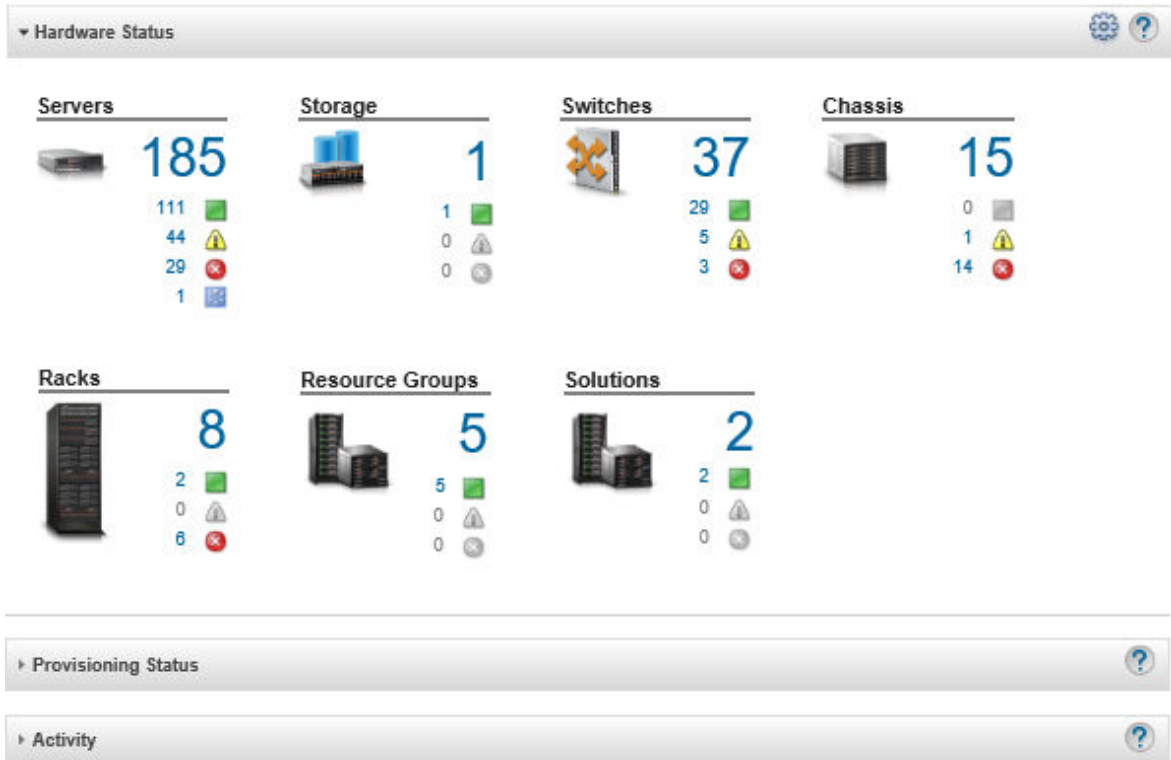 Hardware Status
Servers
185
111
44
29
1
Storage
1
1
0
0
Switches
37
29
5
3
Chassis
15
0
1
14
Racks
8
2
0
6
Resource Groups
5
5
0
0
Solutions
2
2
0
0
Provisioning Status
Activity